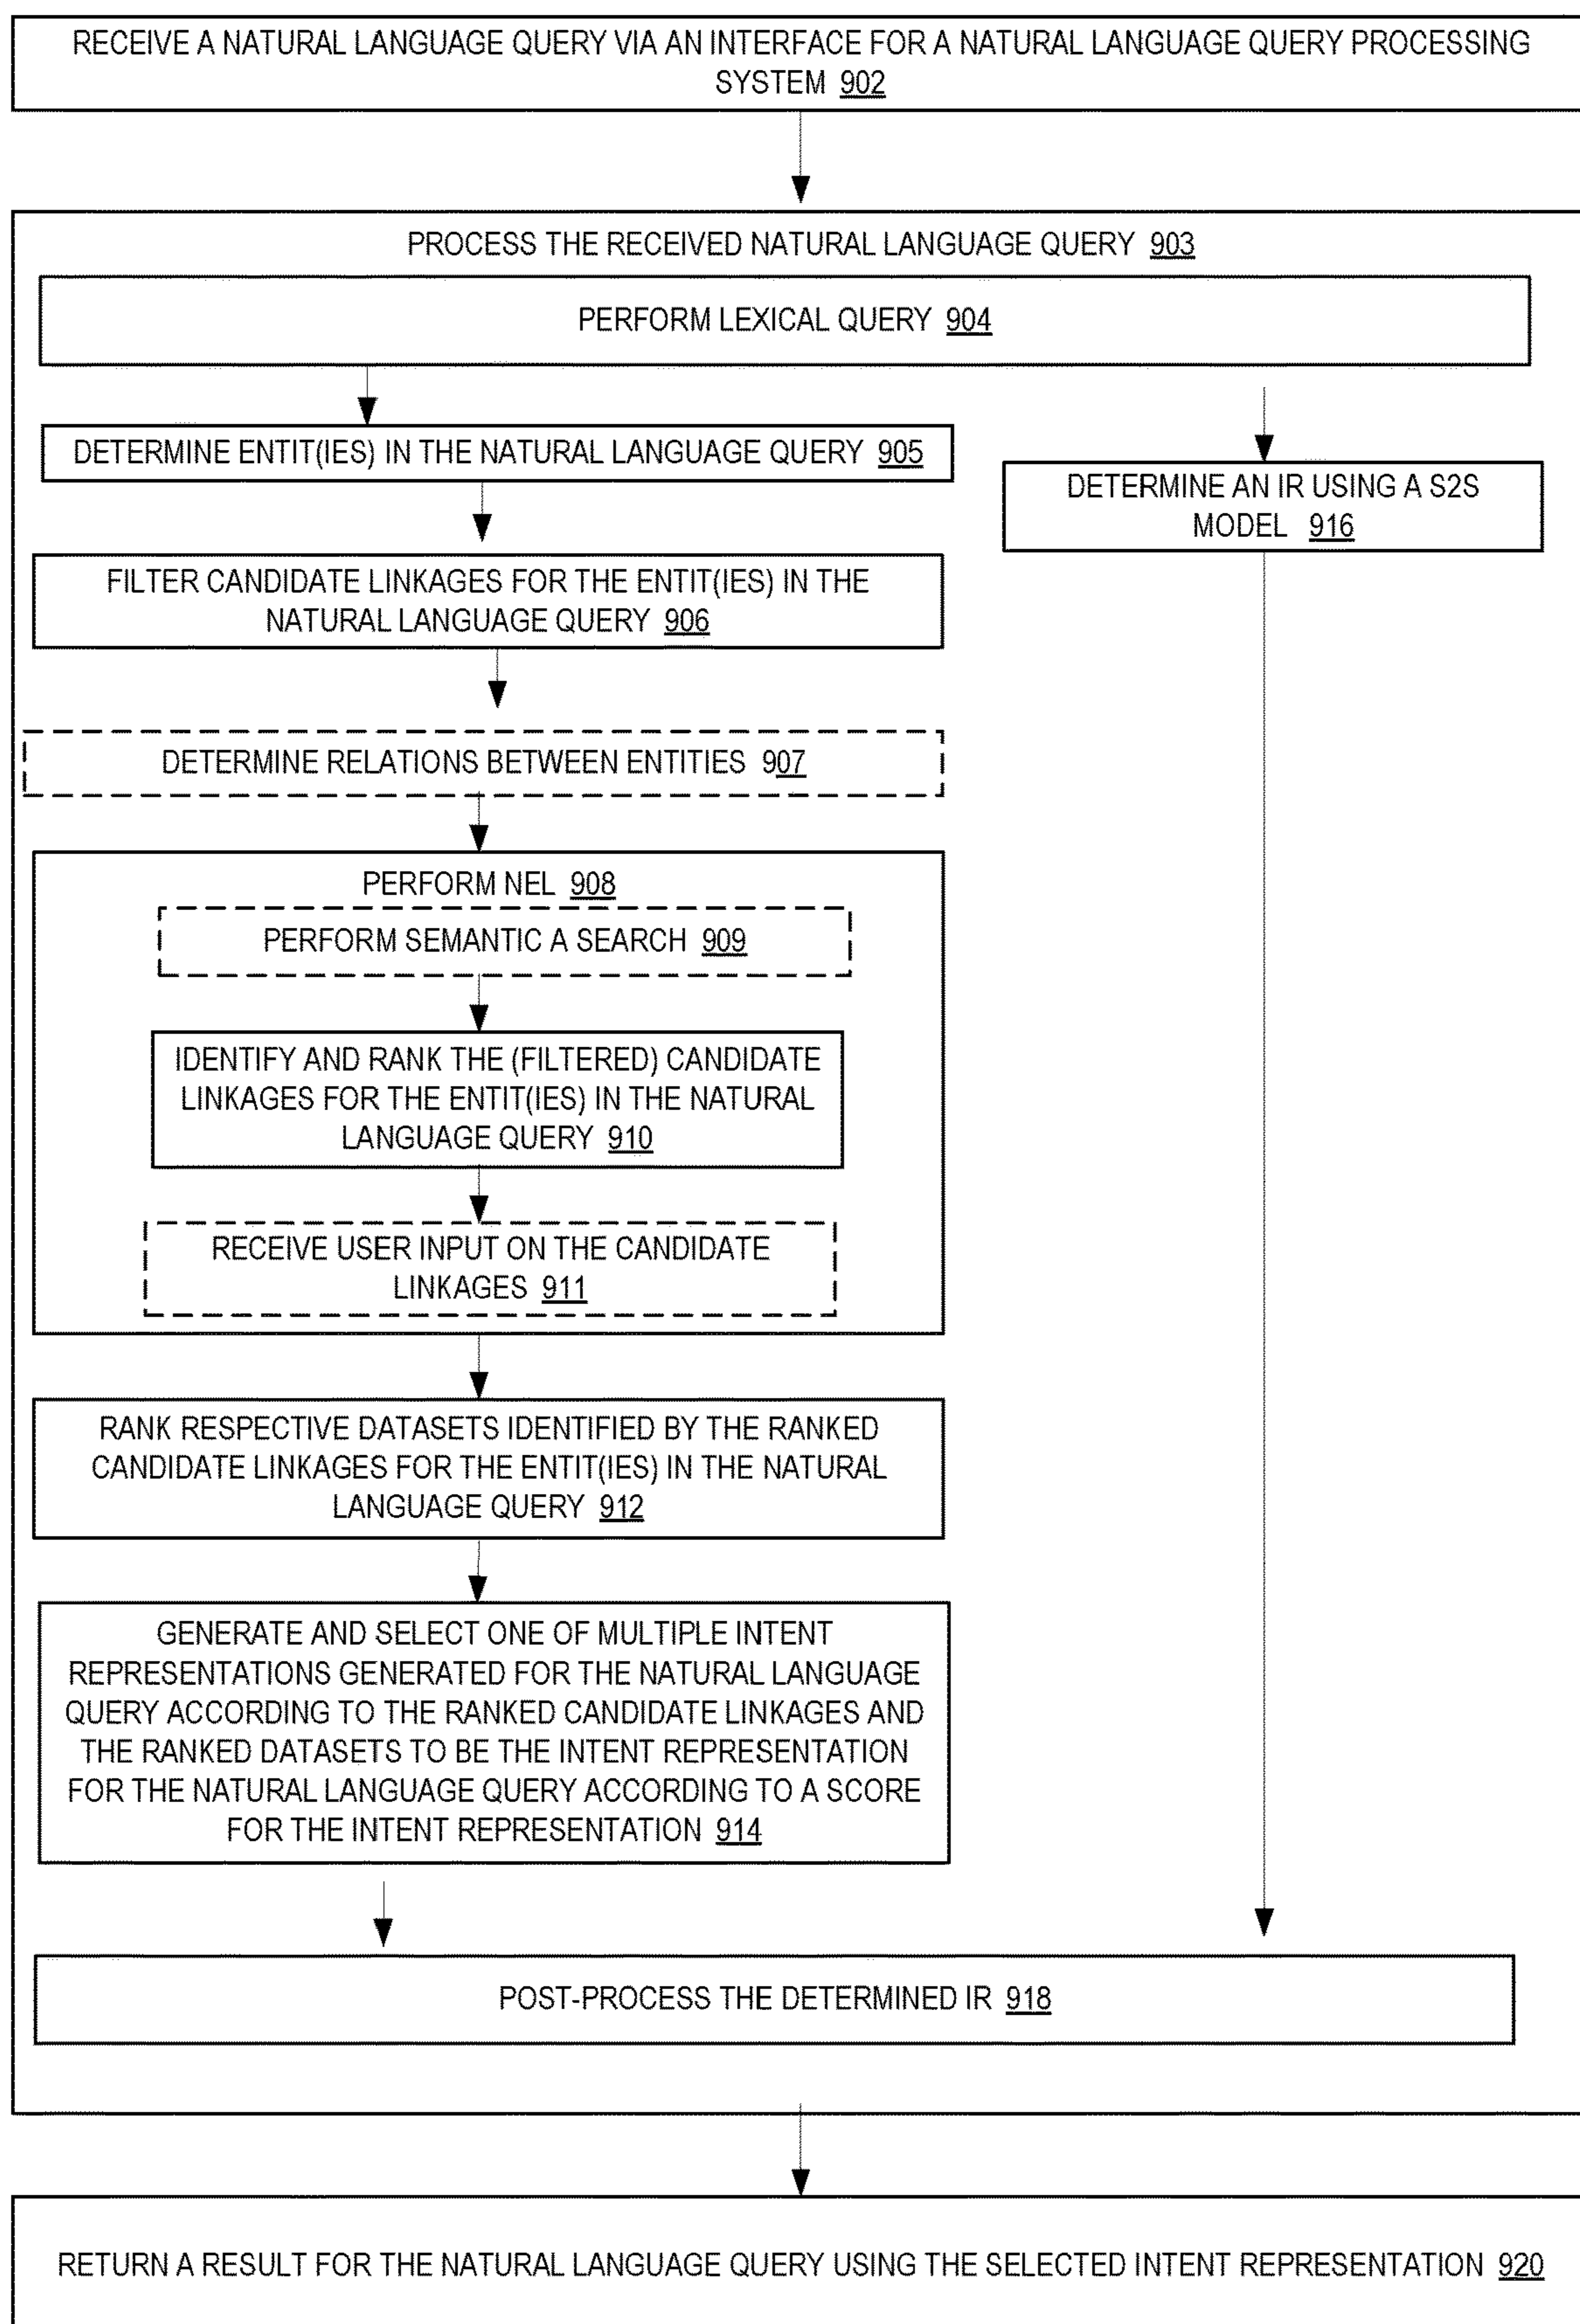 RECEIVE A NATURAL LANGUAGE QUERY VIA AN INTERFACE FOR A NATURAL LANGUAGE QUERY PROCESSING
SYSTEM 902
PROCESS THE RECEIVED NATURAL LANGUAGE QUERY 903
PERFORM LEXICAL QUERY 904
DETERMINE ENTIT(IES) IN THE NATURAL LANGUAGE QUERY 905
FILTER CANDIDATE LINKAGES FOR THE ENTIT(IES) IN THE
NATURAL LANGUAGE QUERY 906
DETERMINE RELATIONS BETWEEN ENTITIES 907
PERFORM NEL 908
PERFORM SEMANTIC A SEARCH 909
IDENTIFY AND RANK THE (FILTERED) CANDIDATE
LINKAGES FOR THE ENTIT(IES) IN THE NATURAL
LANGUAGE QUERY 910
RECEIVE USER INPUT ON THE CANDIDATE
LINKAGES 911
RANK RESPECTIVE DATASETS IDENTIFIED BY THE RANKED
CANDIDATE LINKAGES FOR THE ENTIT(IES) IN THE NATURAL
LANGUAGE QUERY 912
GENERATE AND SELECT ONE OF MULTIPLE INTENT
REPRESENTATIONS GENERATED FOR THE NATURAL LANGUAGE
QUERY ACCORDING TO THE RANKED CANDIDATE LINKAGES AND
THE RANKED DATASETS TO BE THE INTENT REPRESENTATION
FOR THE NATURAL LANGUAGE QUERY ACCORDING TO A SCORE
FOR THE INTENT REPRESENTATION 914
DETERMINE AN IR USING A S2S
MODEL 916
POST-PROCESS THE DETERMINED IR 918
RETURN A RESULT FOR THE NATURAL LANGUAGE QUERY USING THE SELECTED INTENT REPRESENTATION 920